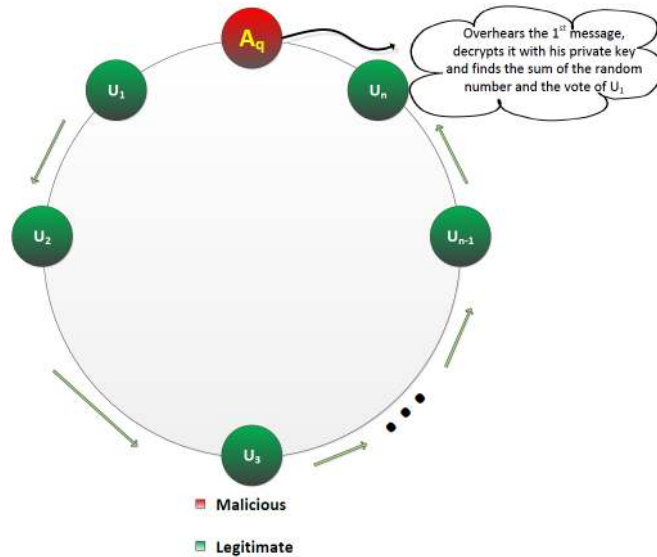 A_q
Overhears the 1st message,
decrypts it with his private key
and finds the sum of the random
number and the vote of U₁
U₁
Uₙ
U₂
Uₙ₋₁
U₃
Malicious
Legitimate